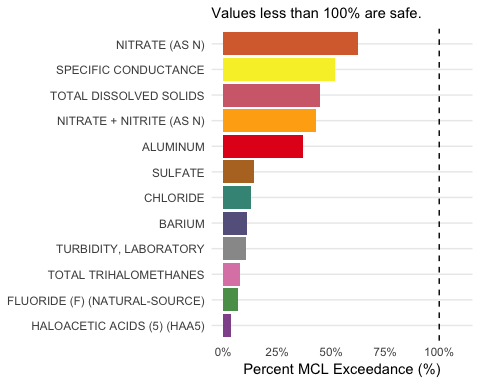 Values less than 100% are safe.
NITRATE (AS N)
SPECIFIC CONDUCTANCE
TOTAL DISSOLVED SOLIDS
NITRATE + NITRITE (AS N)
ALUMINUM
SULFATE
CHLORIDE
BARIUM
TURBIDITY, LABORATORY
TOTAL TRIHALOMETHANES
FLUORIDE (F) (NATURAL-SOURCE)
HALOACETIC ACIDS (5) (HAA5)
0% 25% 50% 75% 100%
Percent MCL Exceedance (%)